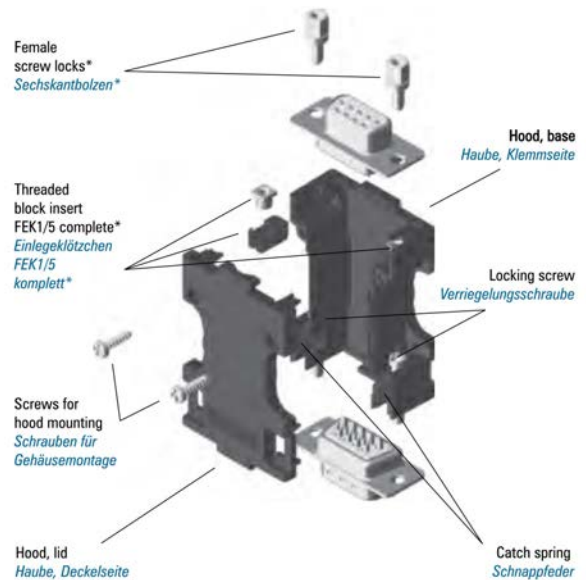 Female
screw locks*
Sechskantbolzen*
Hood, base
Haube, Klemmseite
Threaded
block insert
FEK1/5 complete*
Einlegeklötzchen
FEK1/5
komplett*
Locking screw
Verriegelungsschraube
Screws for
hood mounting
Schrauben für
Gehäusemontage
Hood, lid
Haube, Deckelseite
Catch spring
Schnappfeder